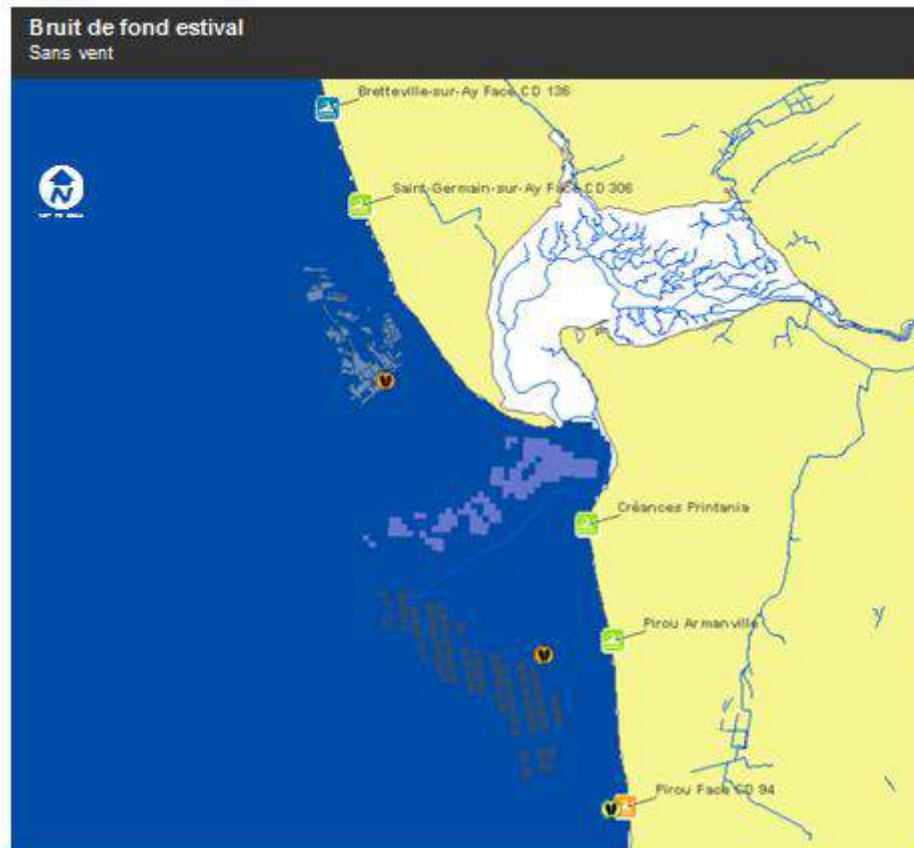 Bruit de fond estival
Sans vent
Bretteville-sur-Ay Face CD 136
N
Saint-Germain-sur-Ay Face CD 306
Créances Printania
Pirou Armanville
Pirou Face CD 94